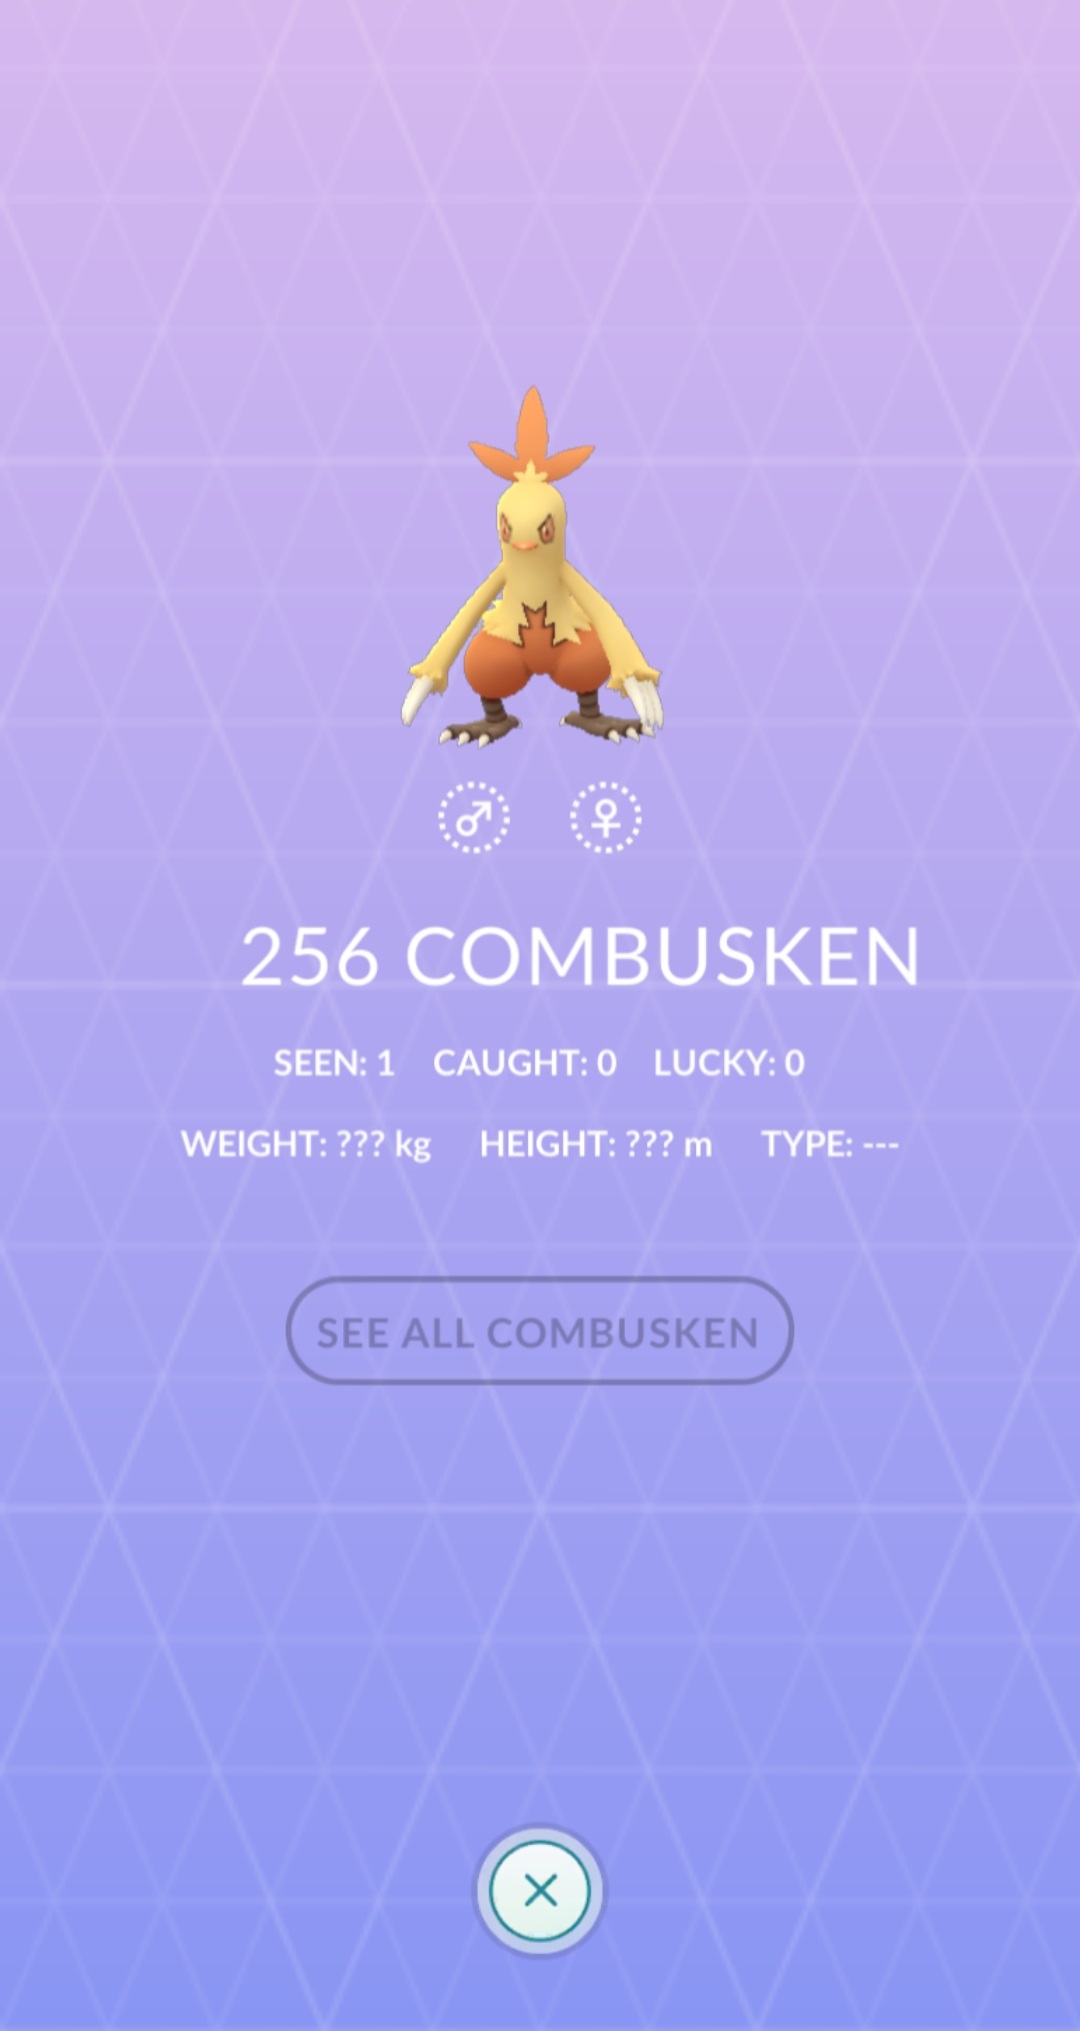 256 COMBUSKEN
SEEN: 1 CAUGHT: 0 LUCKY: 0
WEIGHT: ??? kg HEIGHT: ??? m TYPE: ---
SEE ALL COMBUSKEN